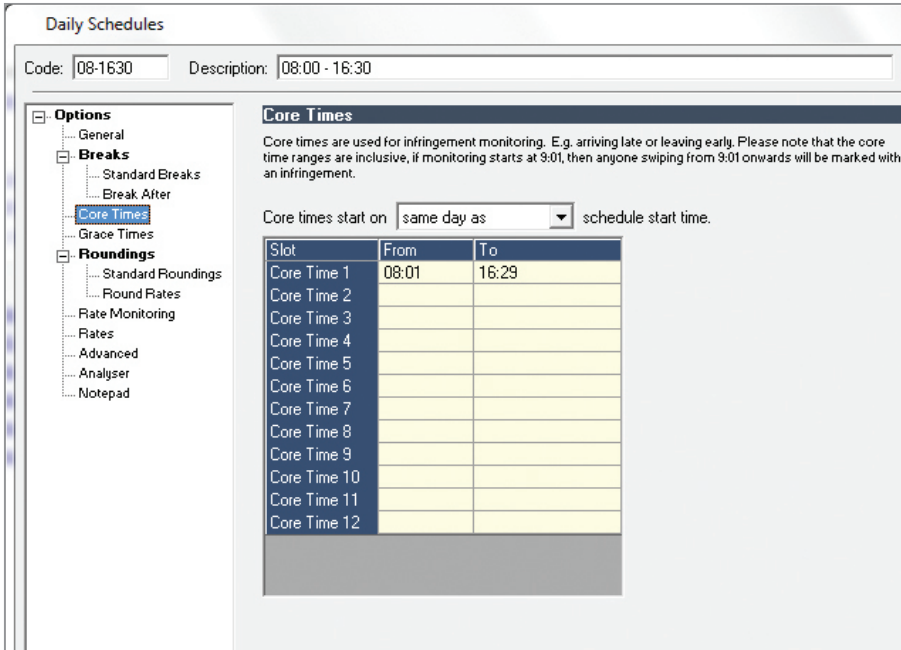 Daily Schedules
Code: 08-1630 Description: 08:00 - 16:30
Options
General
Breaks
Standard Breaks
Break After
Core Times
Grace Times
Roundings
Standard Roundings
Round Rates
Rate Monitoring
Rates
Advanced
Analyser
Notepad
Core Times
Core times are used for infringement monitoring. E.g. arriving late or leaving early. Please note that the core
time ranges are inclusive, if monitoring starts at 9:01, then anyone swiping from 9:01 onwards will be marked with
an infringement.
Core times start on same day as schedule start time.
Slot From To
Core Time 1 08:01 16:29
Core Time 2
Core Time 3
Core Time 4
Core Time 5
Core Time 6
Core Time 7
Core Time 8
Core Time 9
Core Time 10
Core Time 11
Core Time 12